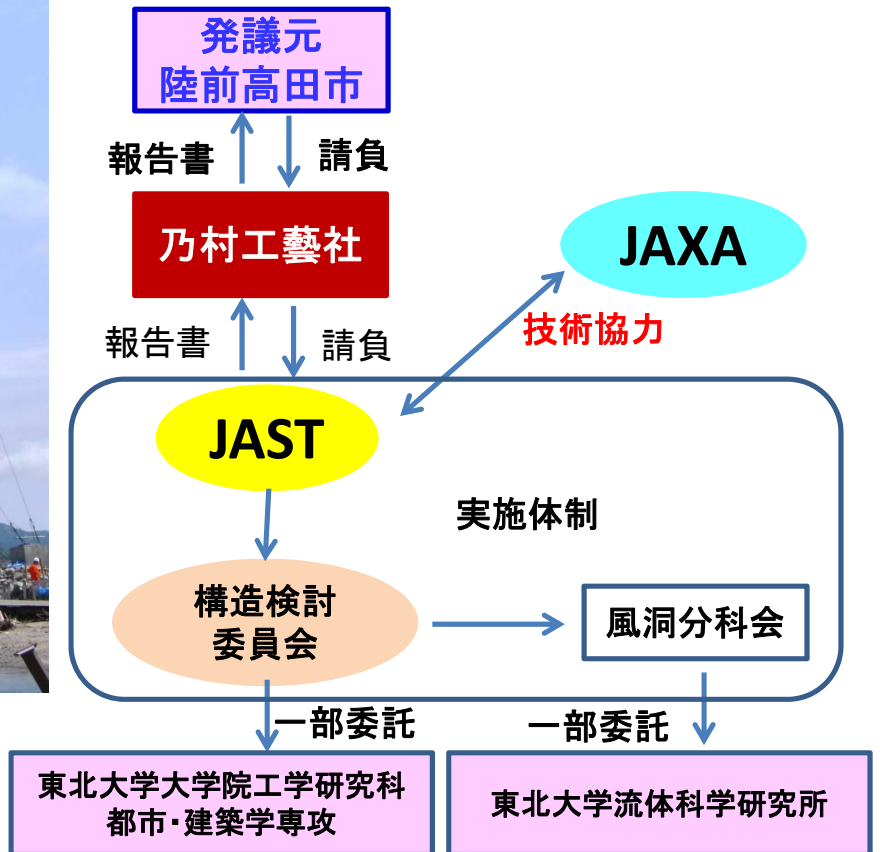 発議元
陸前高田市
報告書
請負
乃村工藝社
JAXA
報告書
請負
技術協力
JAST
実施体制
構造検討
委員会
風洞分科会
一部委託
一部委託
東北大学大学院工学研究科
都市・建築学専攻
東北大学流体科学研究所